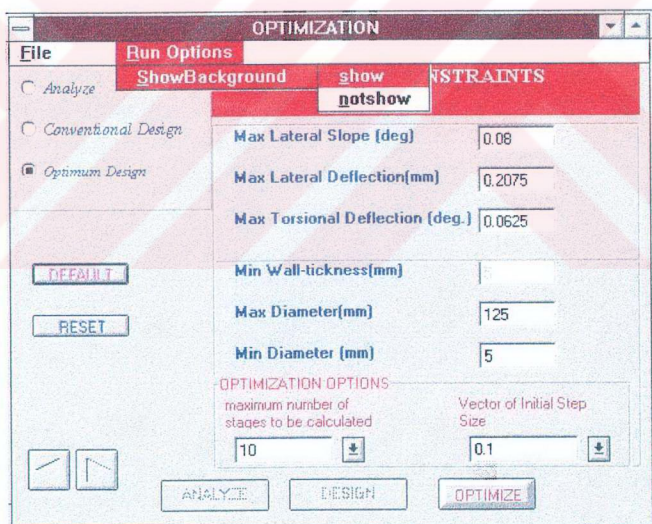 OPTIMIZATION
File Run Options
ShowBackground show NSTRAINTS
notshow
Analyze
Conventional Design
Optimum Design
Max Lateral Slope (deg) 0.08
Max Lateral Deflection(mm) 0.2075
Max Torsional Deflection (deg.) 0.0625
DEFAULT
Min Wall-tickness(mm)
RESET
Max Diameter(mm) 125
Min Diameter (mm) 5
OPTIMIZATION OPTIONS
maximum number of stages to be calculated
Vector of Initial Step Size
10 0.1
ANALYZE DESIGN OPTIMIZE